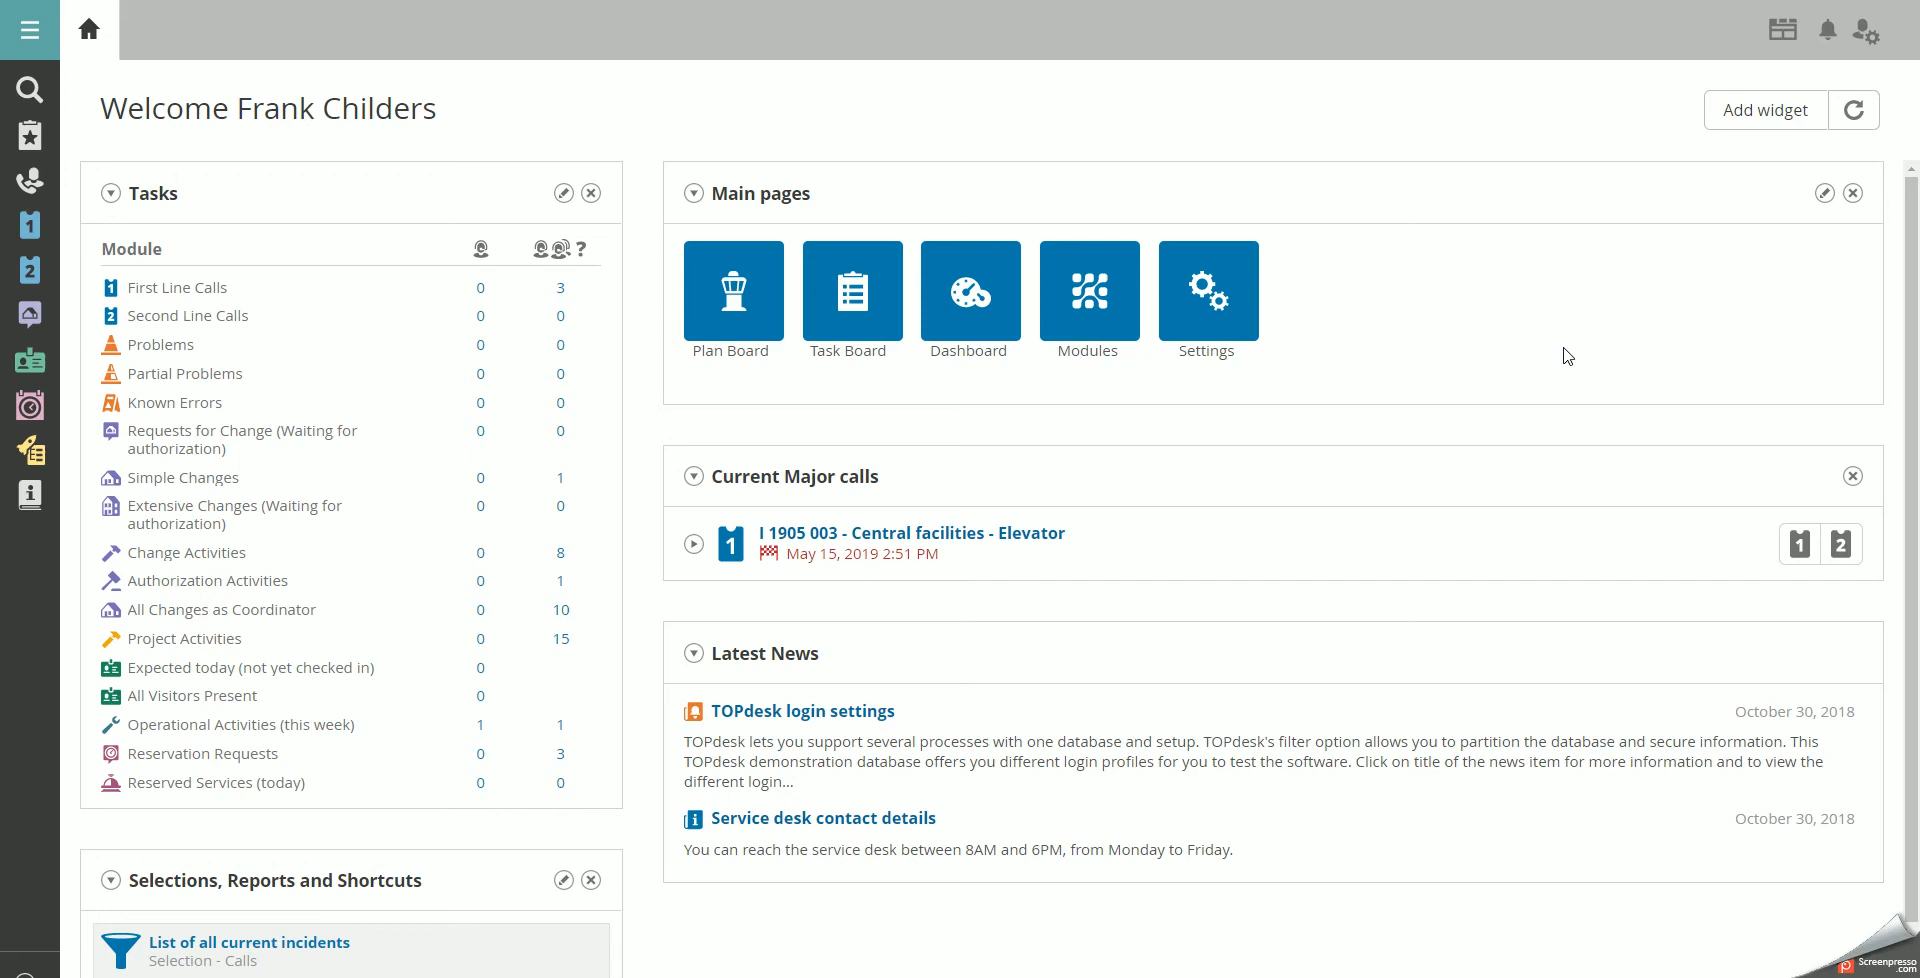 Welcome Frank Childers
Add widget
Tasks
Module ?
1 First Line Calls 0 3
2 Second Line Calls 0 0
Problems 0 0
Partial Problems 0 0
Known Errors 0 0
Requests for Change (Waiting for 0 0
authorization)
Simple Changes 0 1
Extensive Changes (Waiting for 0 0
authorization)
Change Activities 0 8
Authorization Activities 0 1
All Changes as Coordinator 0 10
Project Activities 0 15
Expected today (not yet checked in) 0
All Visitors Present 0
Operational Activities (this week) 1 1
Reservation Requests 0 3
Reserved Services (today) 0 0
Selections, Reports and Shortcuts
List of all current incidents
Selection - Calls
Main pages
Plan Board Task Board Dashboard Modules Settings
Current Major calls
1 I 1905 003 - Central facilities - Elevator
May 15, 2019 2:51 PM
1 2
Latest News
TOPdesk login settings October 30, 2018
TOPdesk lets you support several processes with one database and setup. TOPdesk's filter option allows you to partition the database and secure information. This
TOPdesk demonstration database offers you different login profiles for you to test the software. Click on title of the news item for more information and to view the
different login...
Service desk contact details October 30, 2018
You can reach the service desk between 8AM and 6PM, from Monday to Friday.
1
2
Screenpresso
.com